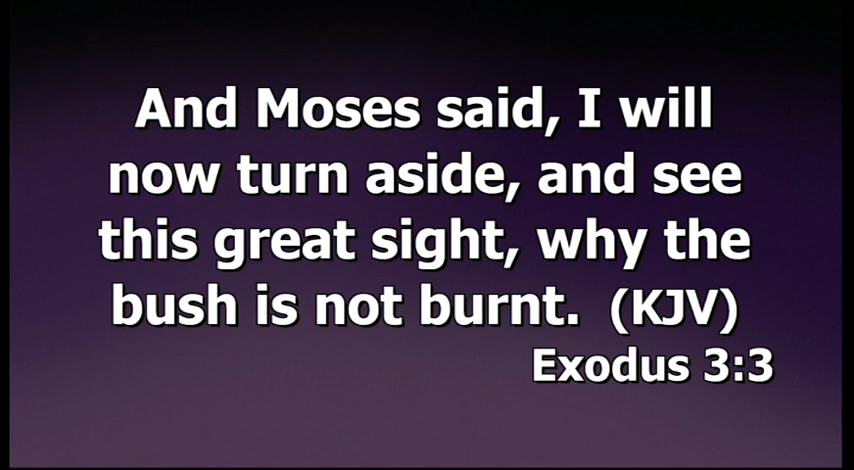 And Moses said, I will
now turn aside, and see
this great sight, why the
bush is not burnt. (KJV)
Exodus 3:3